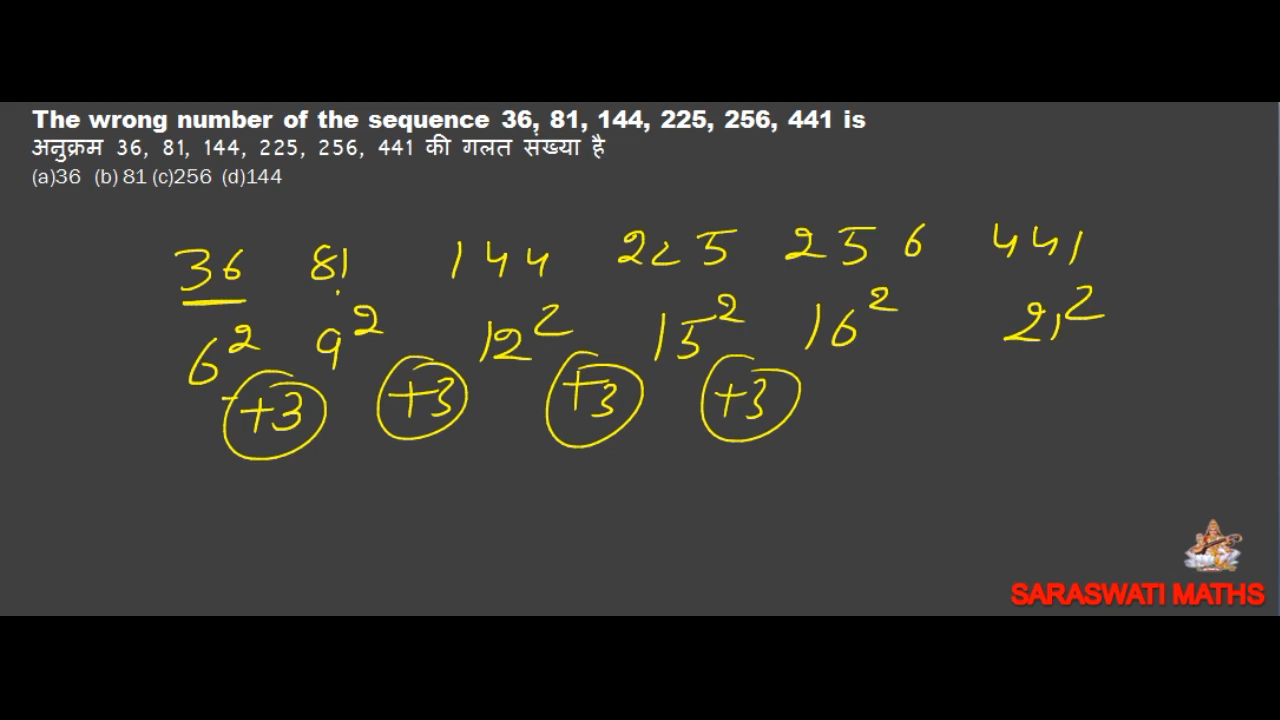 The wrong number of the sequence 36, 81, 144, 225, 256, 441 is
अनुक्रम 36, 81, 144, 225, 256, 441 की गलत संख्या है
(a)36 (b) 81 (c)256 (d)144
36 81 144 225 256 441
6² 9² 12² 15² 16² 21²
+3 +3 +3 +3
SARASWATI MATHS